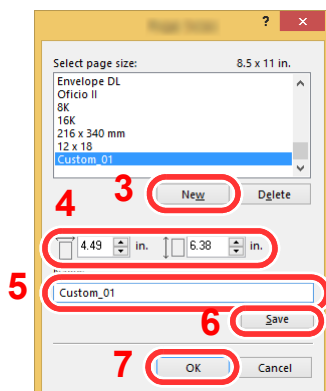 ?
Select page size: 8.5 x 11 in.
Envelope DL
Oficio II
8K
16K
216 x 340 mm
12 x 18
Custom_01
3 New Delete
4
4.49 in. 6.38 in.
5 Custom_01
6 Save
7 OK Cancel